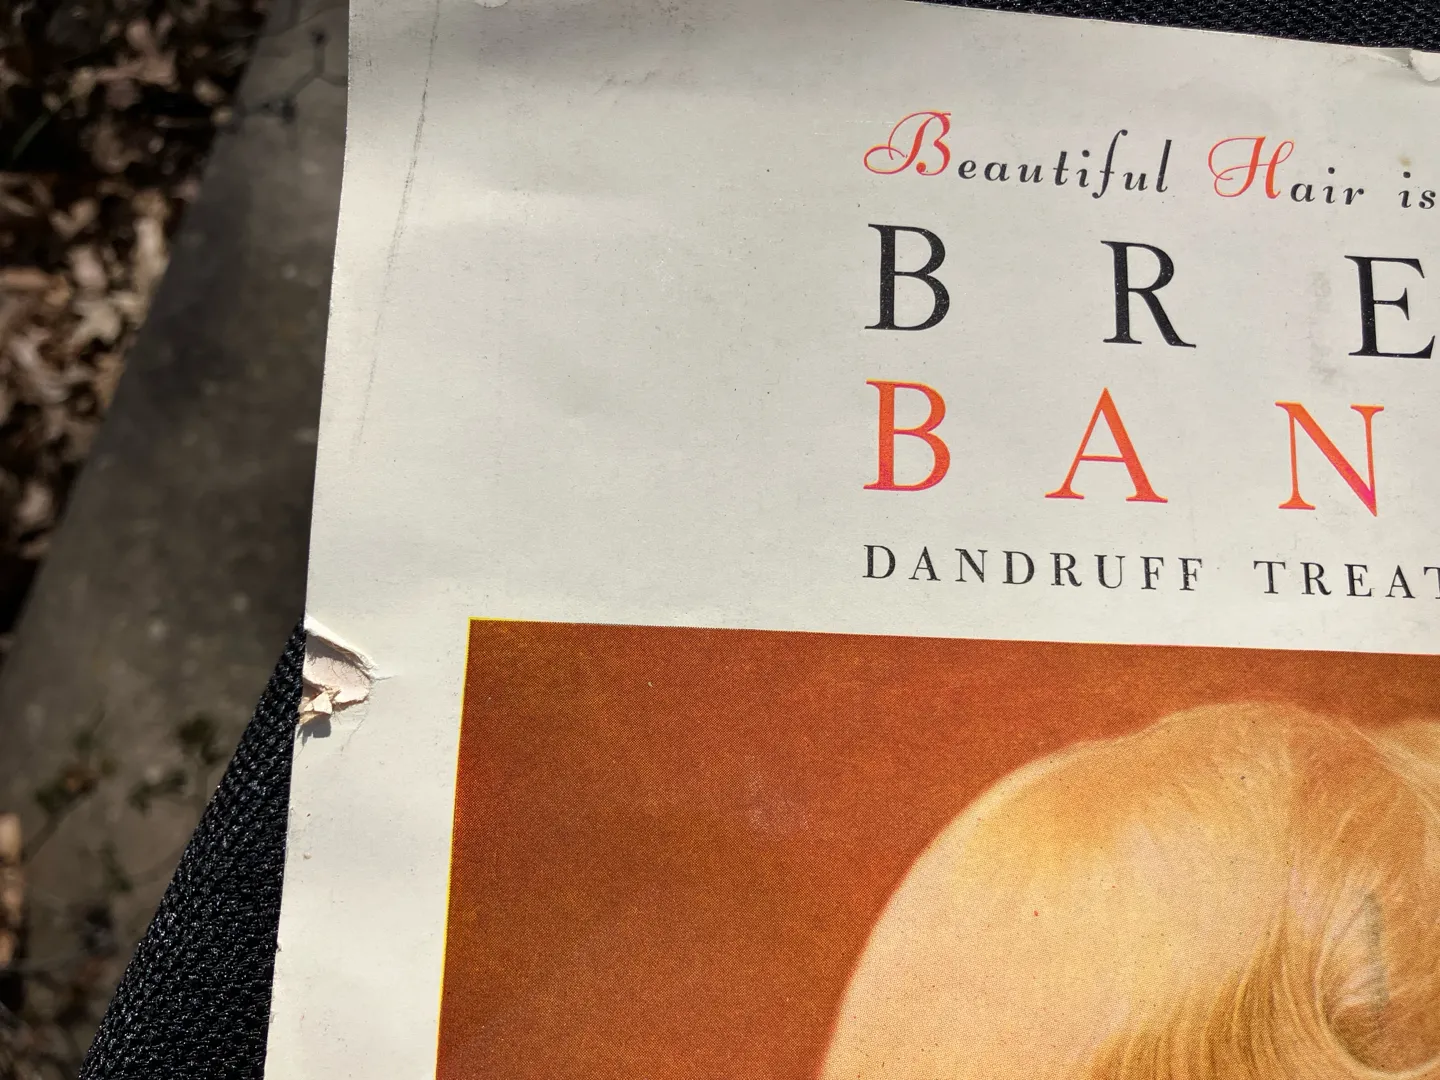 Beautiful Hair is
B R E
B A N
DANDRUFF TREAT